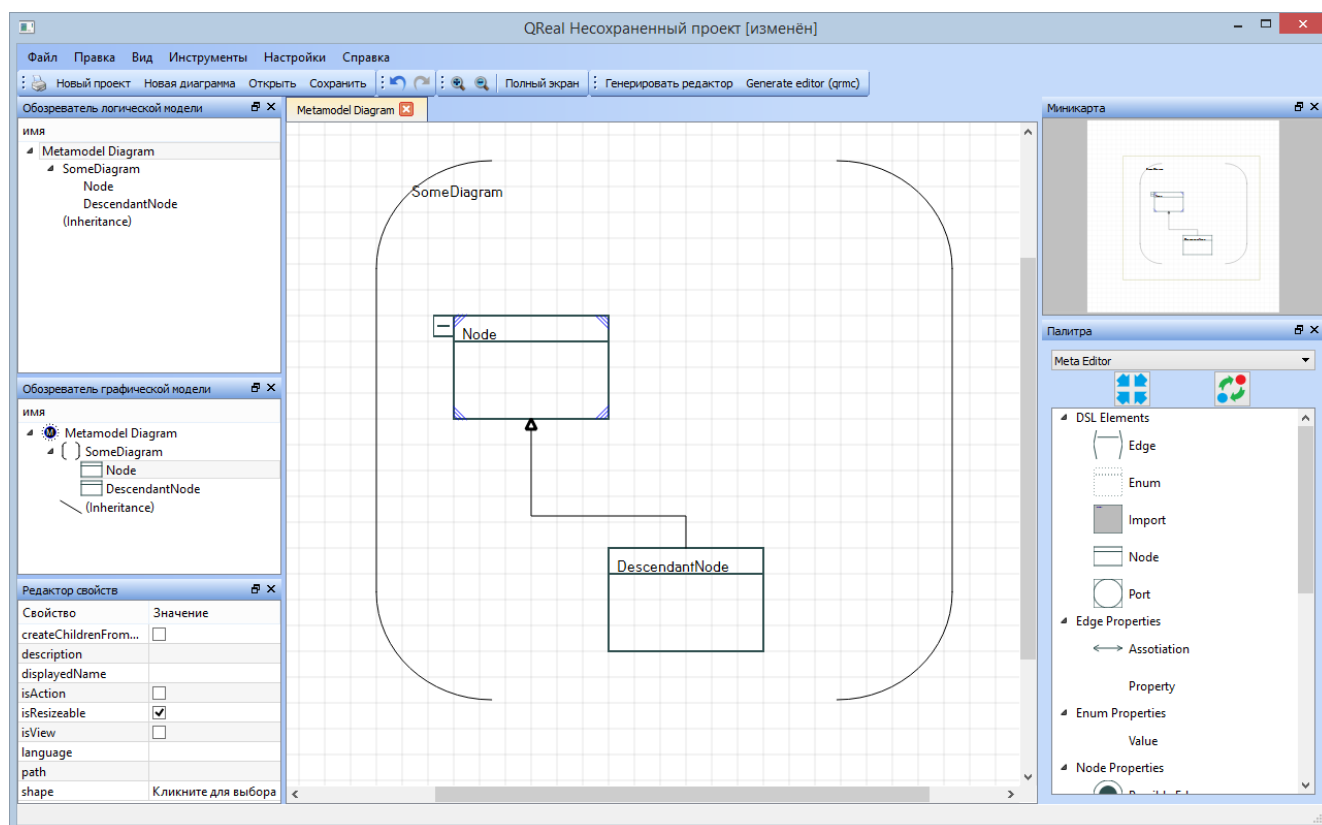 QReal Несохраненный проект [изменён]
Файл Правка Вид Инструменты Настройки Справка
Новый проект Новая диаграмма Открыть Сохранить Полный экран Генерировать редактор Generate editor (qrmc)
Обозреватель логической модели
имя
Metamodel Diagram
SomeDiagram
Node
DescendantNode
(Inheritance)
Обозреватель графической модели
имя
Metamodel Diagram
SomeDiagram
Node
DescendantNode
(Inheritance)
Редактор свойств
Свойство Значение
createChildrenFrom...
description
displayedName
isAction
isResizeable
isView
language
path
shape Кликните для выбора
Metamodel Diagram
SomeDiagram
Node
DescendantNode
Миникарта
Палитра
Meta Editor
DSL Elements
Edge
Enum
Import
Node
Port
Edge Properties
Assotiation
Property
Enum Properties
Value
Node Properties